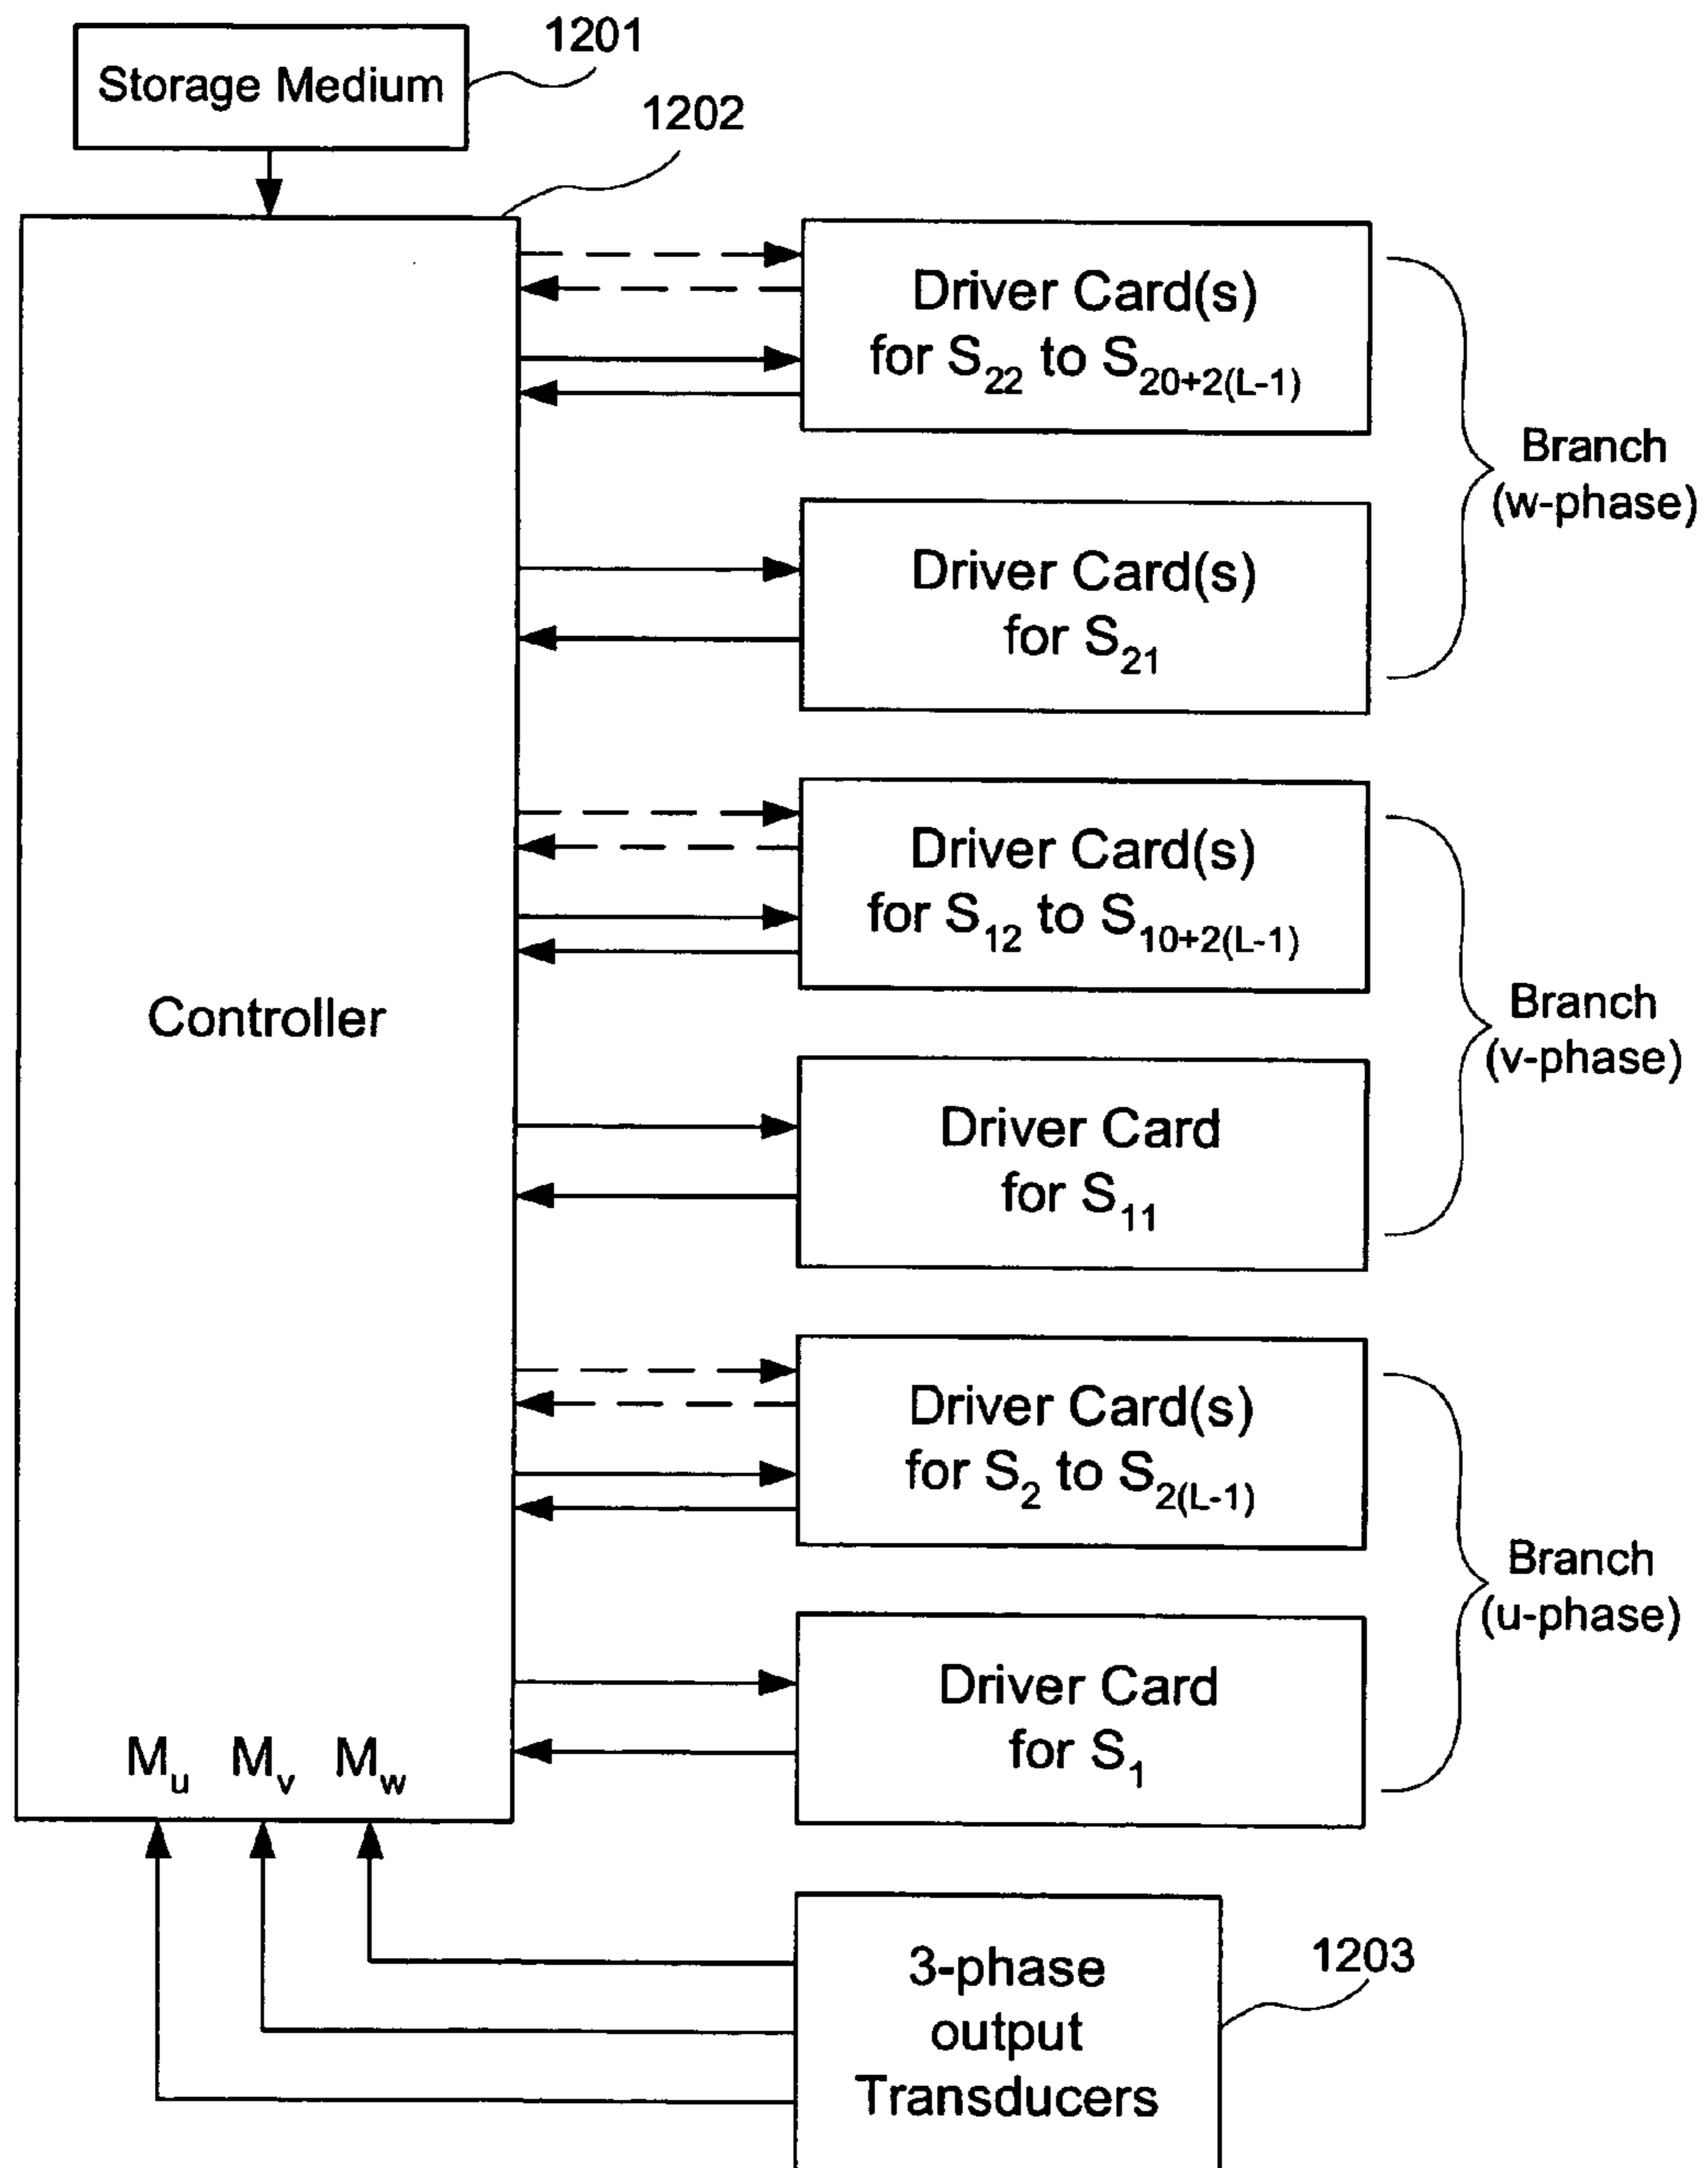 1201
Storage Medium
1202
Driver Card(s)
for S₂₂ to S₂₀₊₂₍L₋₁₎
Branch
(w-phase)
Driver Card(s)
for S₂₁
Driver Card(s)
for S₁₂ to S₁₀₊₂₍L₋₁₎
Controller
Branch
(v-phase)
Driver Card
for S₁₁
Driver Card(s)
for S₂ to S₂₍L₋₁₎
Branch
(u-phase)
Driver Card
for S₁
Mu Mv Mw
3-phase
output
Transducers
1203